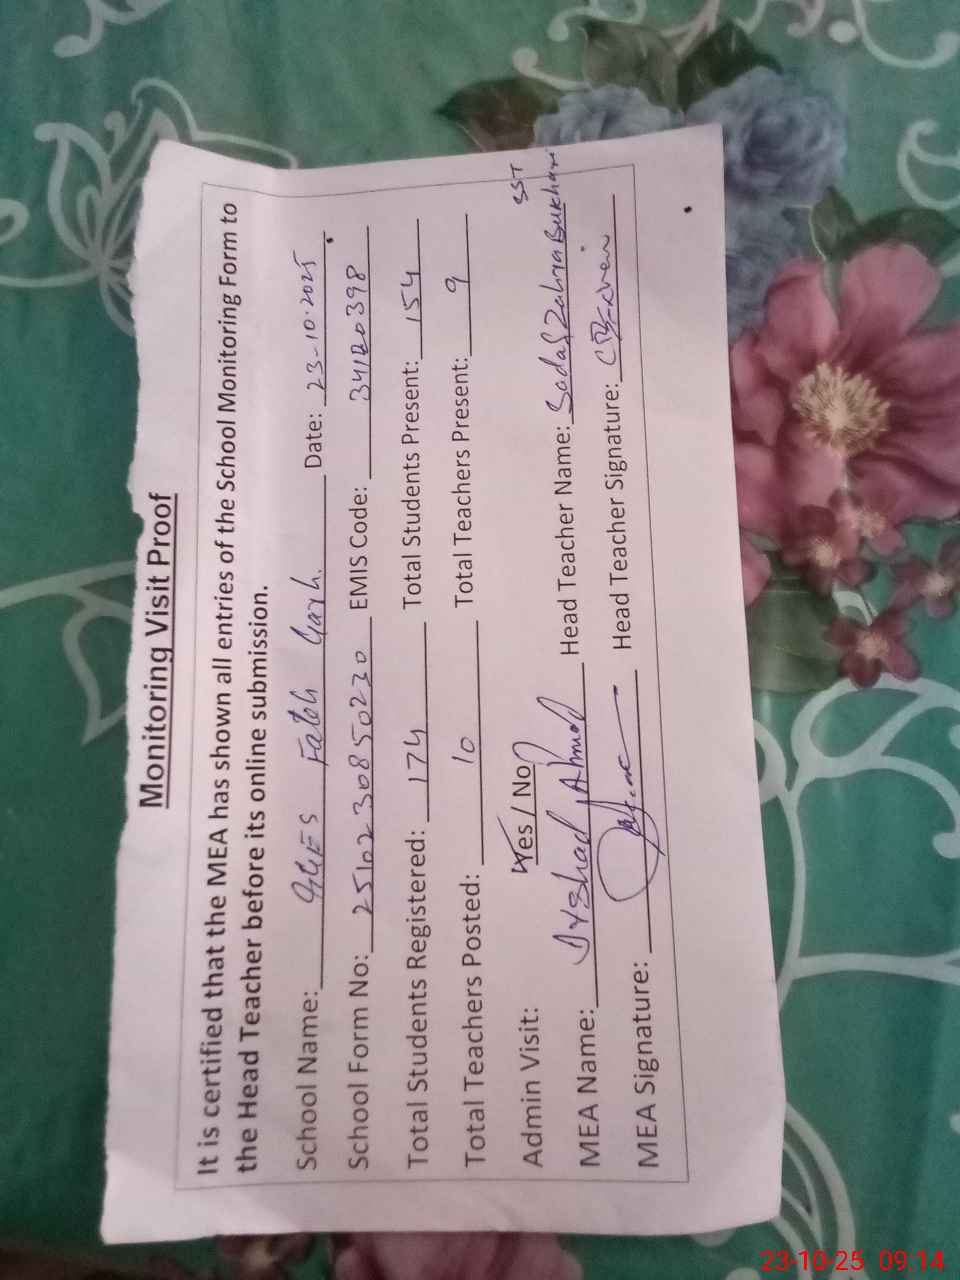 Monitoring Visit Proof
It is certified that the MEA has shown all entries of the School Monitoring Form to
the Head Teacher before its online submission.
School Name: GGES Fateh Garh. Date: 23-10-2025
School Form No: 25102308 50230 EMIS Code: 34120398
Total Students Registered: 174 Total Students Present: 154
Total Teachers Posted: 10 Total Teachers Present: 9
Admin Visit: Yes / No SST
MEA Name: Arshad Ahmad Head Teacher Name: Sadaf Zahra Bukhari
MEA Signature: Head Teacher Signature:
23-10-25 09:14